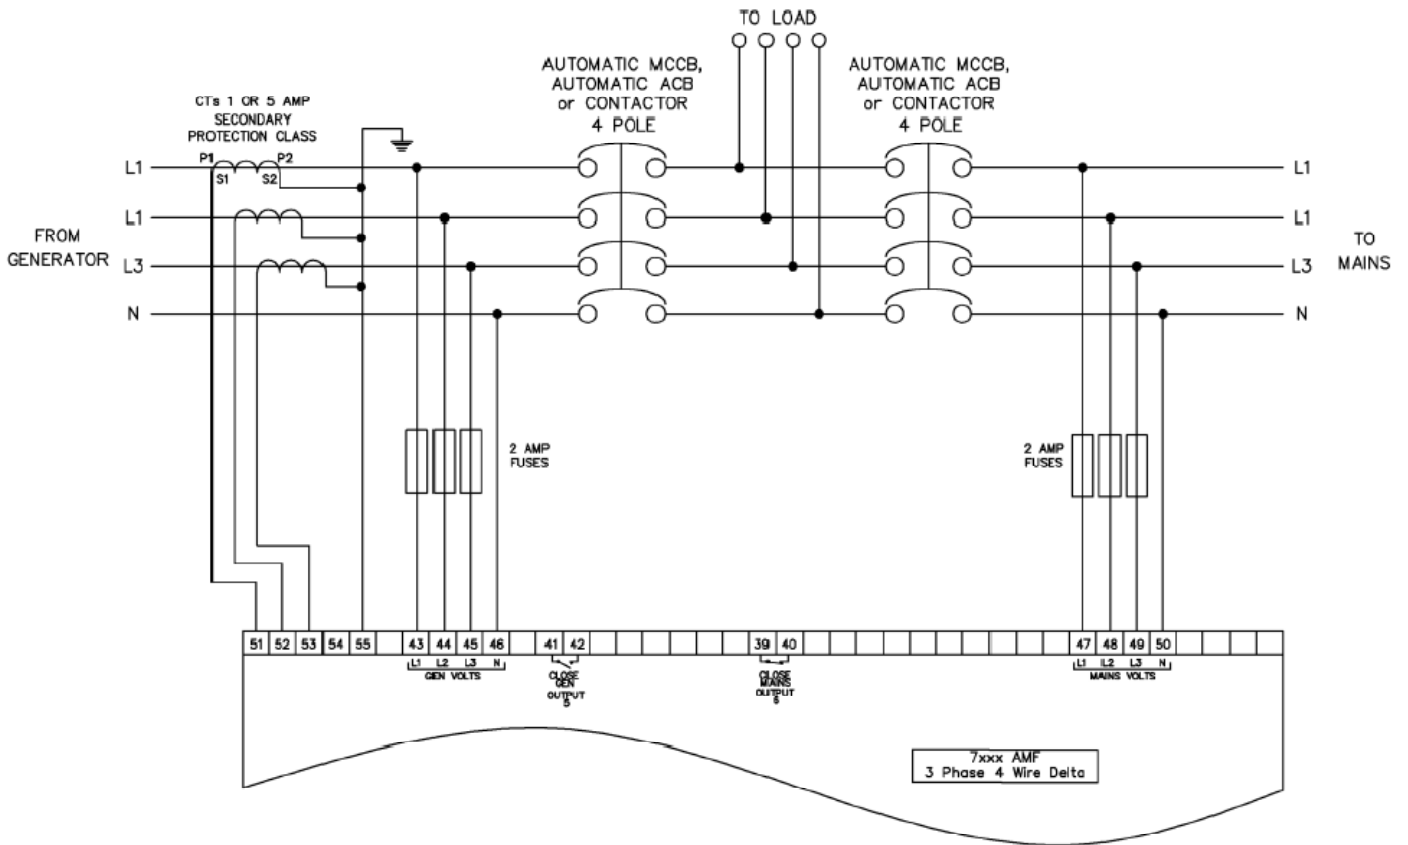 TO LOAD
AUTOMATIC MCCB,
AUTOMATIC ACB
or CONTACTOR
4 POLE
AUTOMATIC MCCB,
AUTOMATIC ACB
or CONTACTOR
4 POLE
CTs 1 OR 5 AMP
SECONDARY
PROTECTION CLASS
P1 P2
S1 S2
L1
L1
L3
N
FROM
GENERATOR
L1
L1
L3
N
TO
MAINS
2 AMP
FUSES
2 AMP
FUSES
51 52 53 54 55 43 44 45 46 41 42 39 40 47 48 49 50
L1 L2 L3 N
GEN VOLTS
CLOSE
GEN
OUTPUT
5
CLOSE
MAINS
OUTPUT
6
L1 L2 L3 N
MAINS VOLTS
7xxx AMF
3 Phase 4 Wire Delta